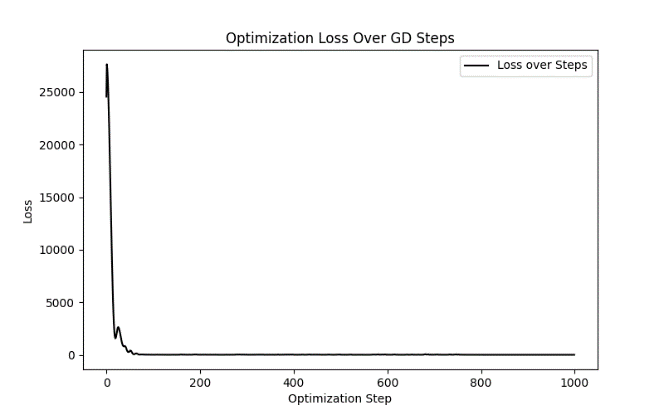 Optimization Loss Over GD Steps
Loss over Steps
25000
20000
15000
10000
5000
0
Loss
0 200 400 600 800 1000
Optimization Step